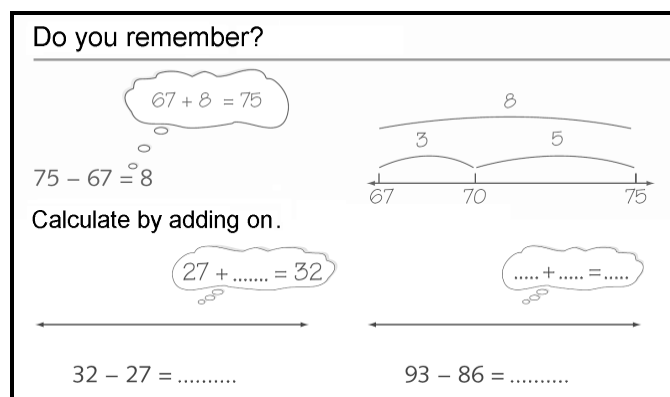 Do you remember?
67 + 8 = 75
75 – 67 = 8
8
3 5
67 70 75
Calculate by adding on.
27 + ....... = 32
..... + ..... = .....
32 – 27 = ..........
93 – 86 = ..........